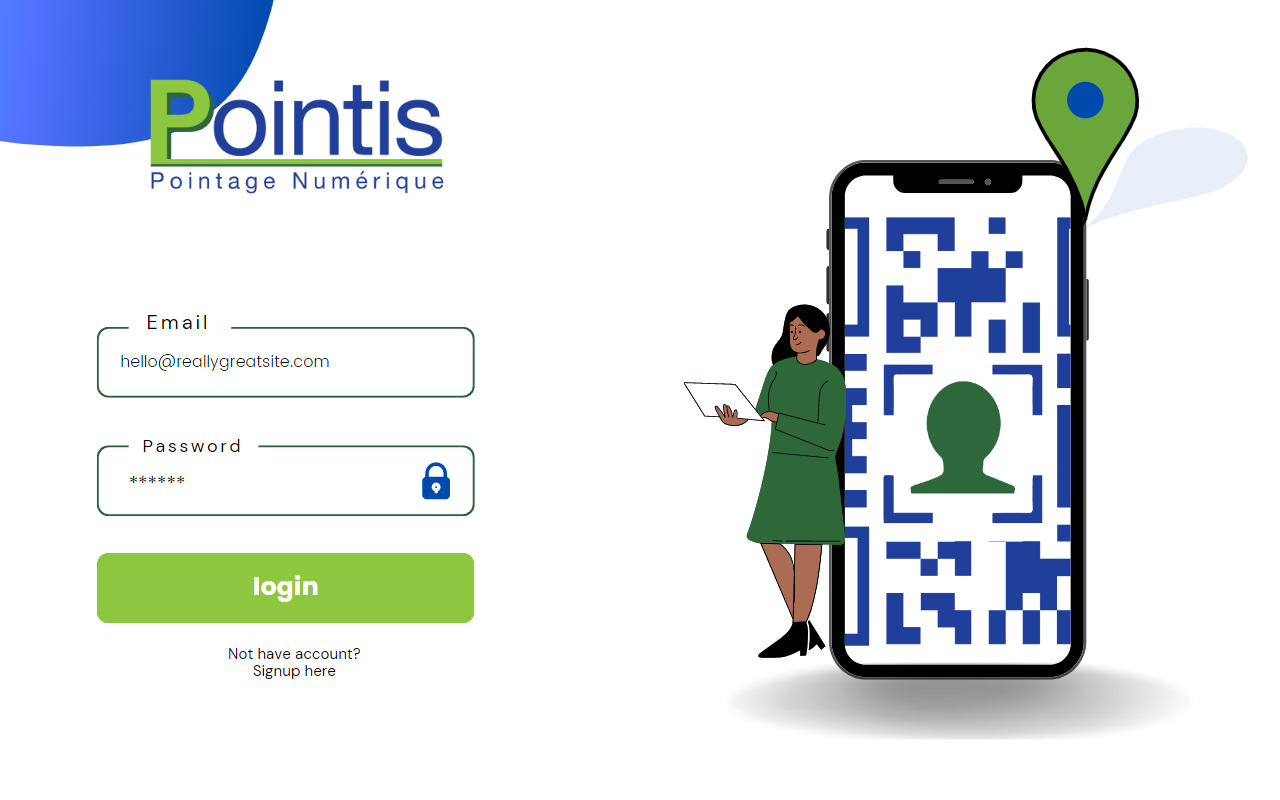 Pointis
Pointage Numérique
Email
hello@reallygreatsite.com
Password
******
login
Not have account?
Signup here